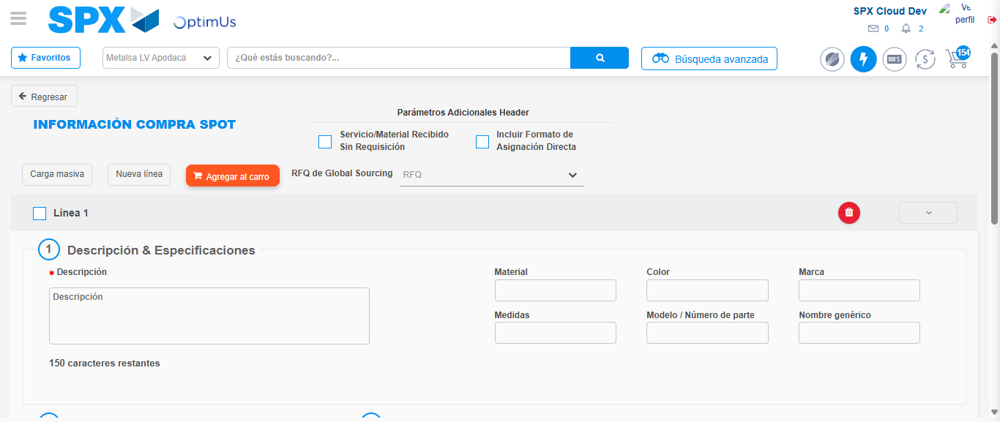 SPX OptimUs
SPX Cloud Dev
Ve
perfil
0
2
Favoritos
Metalsa LV Apodaca
¿Qué estás buscando?...
Búsqueda avanzada
154
Regresar
INFORMACIÓN COMPRA SPOT
Parámetros Adicionales Header
Servicio/Material Recibido
Sin Requisición
Incluir Formato de
Asignación Directa
Carga masiva
Nueva línea
Agregar al carro
RFQ de Global Sourcing
RFQ
Línea 1
1
Descripción & Especificaciones
* Descripción
Descripción
150 caracteres restantes
Material
Color
Marca
Medidas
Modelo / Número de parte
Nombre genérico